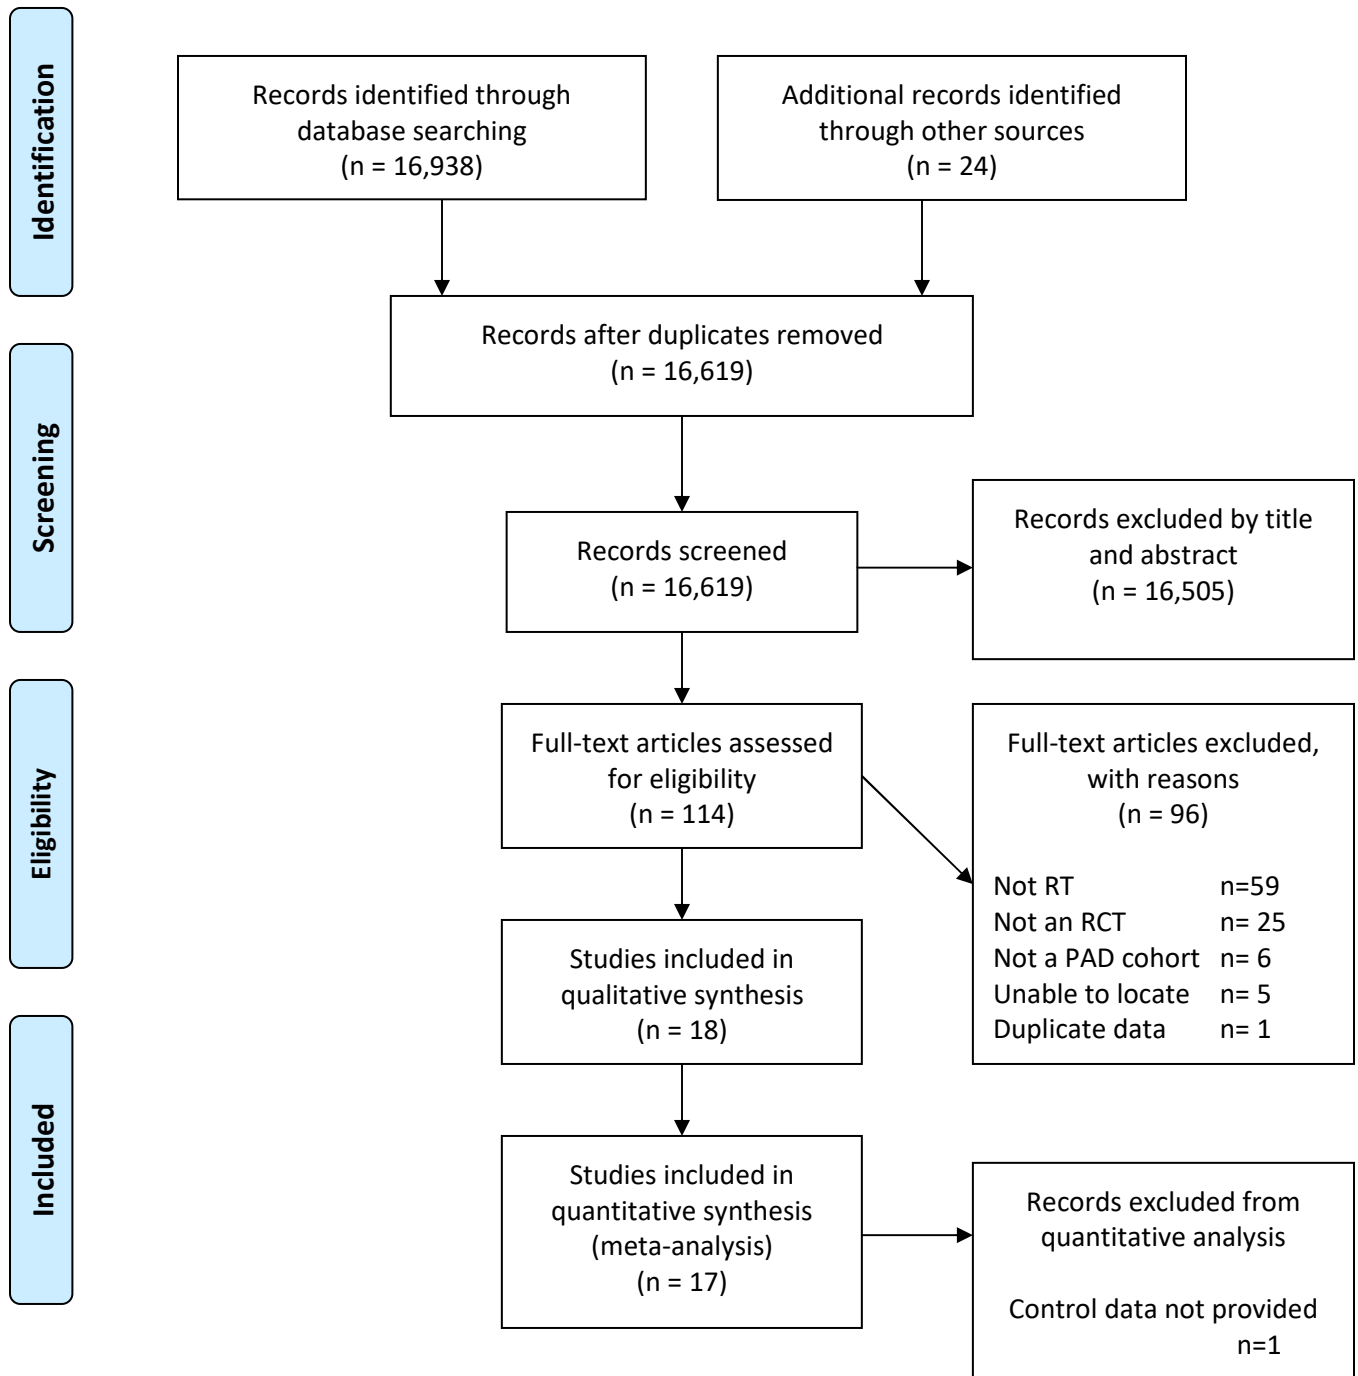 Identification
Records identified through
database searching
(n = 16,938)
Additional records identified
through other sources
(n = 24)
Records after duplicates removed
(n = 16,619)
Screening
Records screened
(n = 16,619)
Records excluded by title
and abstract
(n = 16,505)
Eligibility
Full-text articles assessed
for eligibility
(n = 114)
Full-text articles excluded,
with reasons
(n = 96)
Not RT n=59
Not an RCT n= 25
Not a PAD cohort n= 6
Unable to locate n= 5
Duplicate data n= 1
Studies included in
qualitative synthesis
(n = 18)
Included
Studies included in
quantitative synthesis
(meta-analysis)
(n = 17)
Records excluded from
quantitative analysis
Control data not provided
n=1